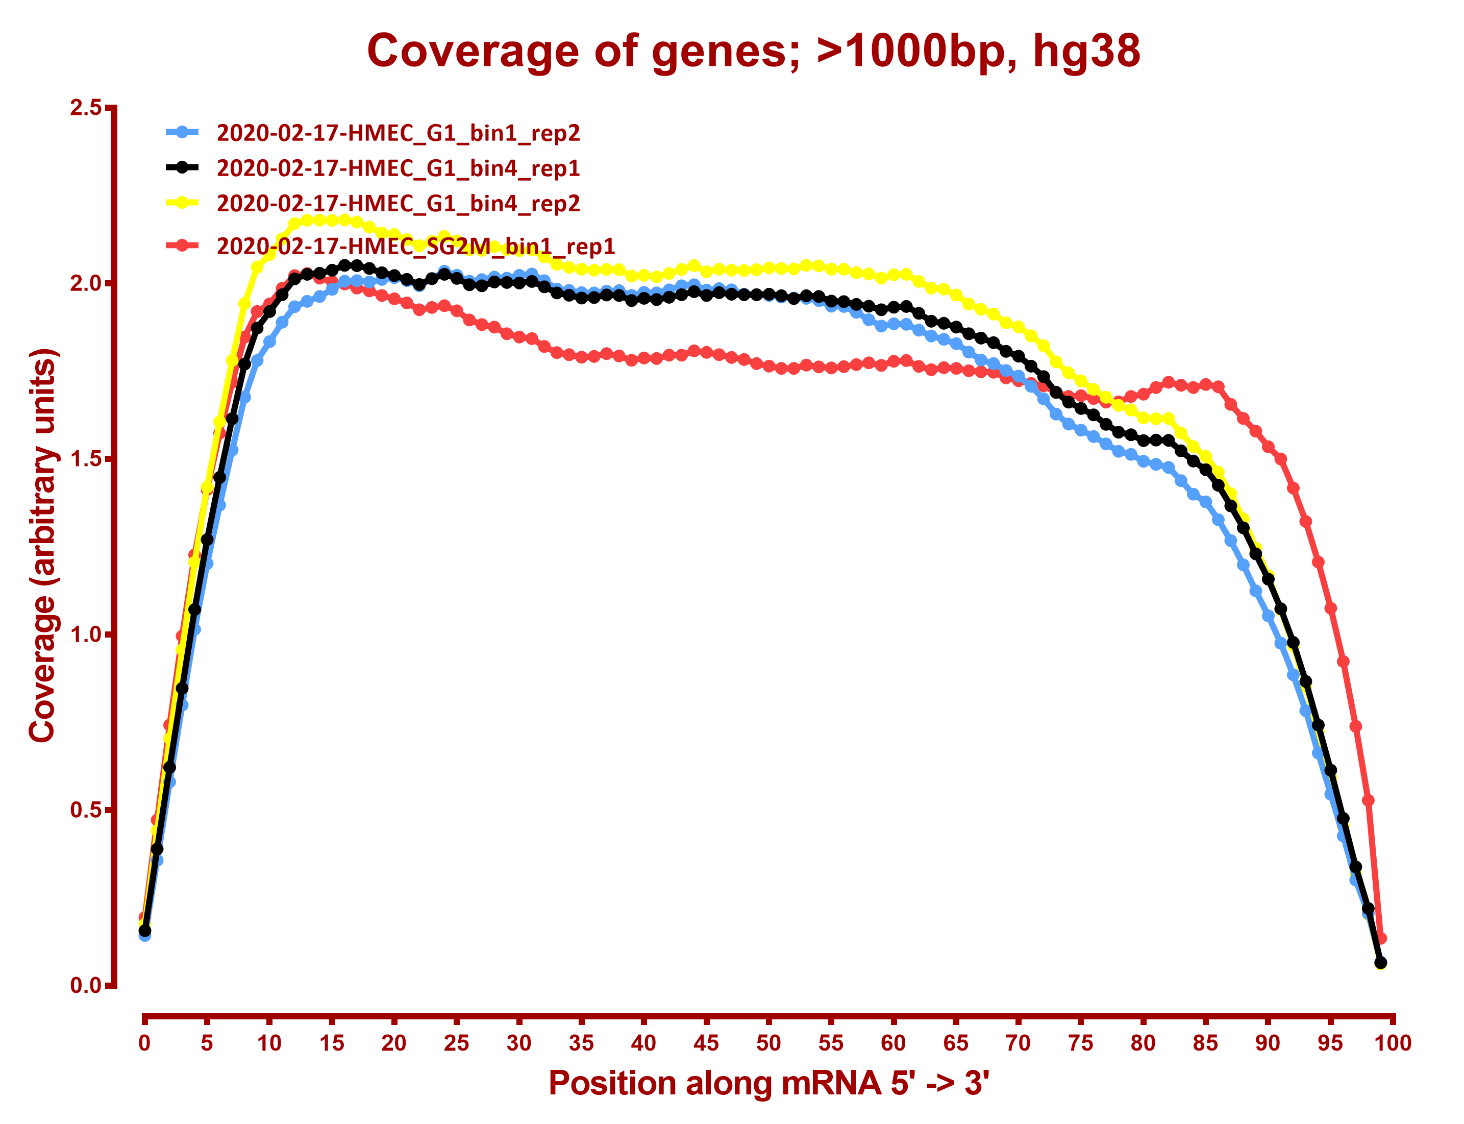 Coverage of genes; >1000bp, hg38
2020-02-17-HMEC_G1_bin1_rep2
2020-02-17-HMEC_G1_bin4_rep1
2020-02-17-HMEC_G1_bin4_rep2
2020-02-17-HMEC_SG2M_bin1_rep1
Coverage (arbitrary units)
2.5
2.0
1.5
1.0
0.5
0.0
0 5 10 15 20 25 30 35 40 45 50 55 60 65 70 75 80 85 90 95 100
Position along mRNA 5' -> 3'